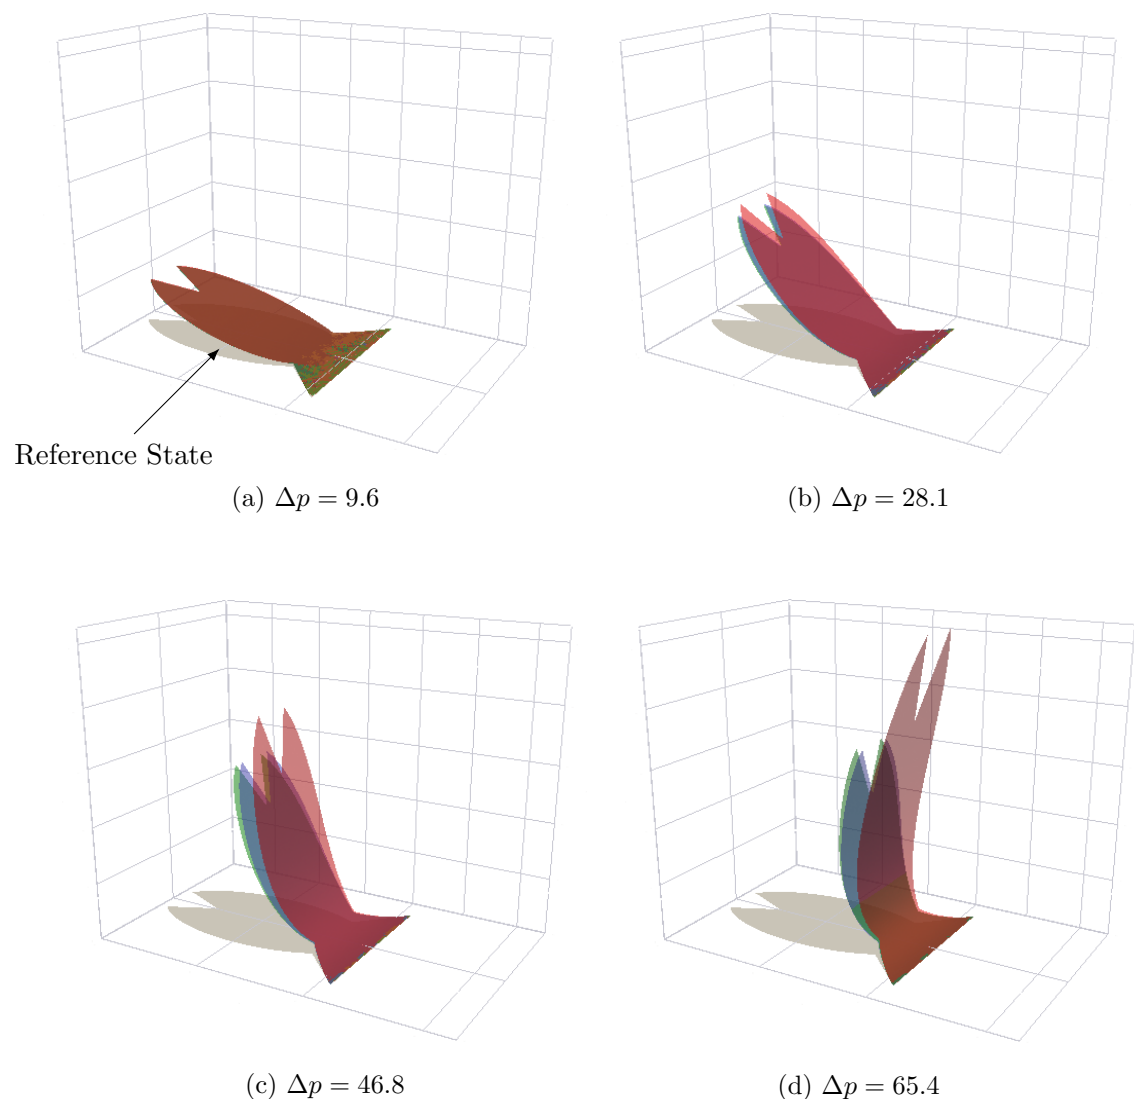 Reference State
(a) Δp = 9.6
(b) Δp = 28.1
(c) Δp = 46.8
(d) Δp = 65.4